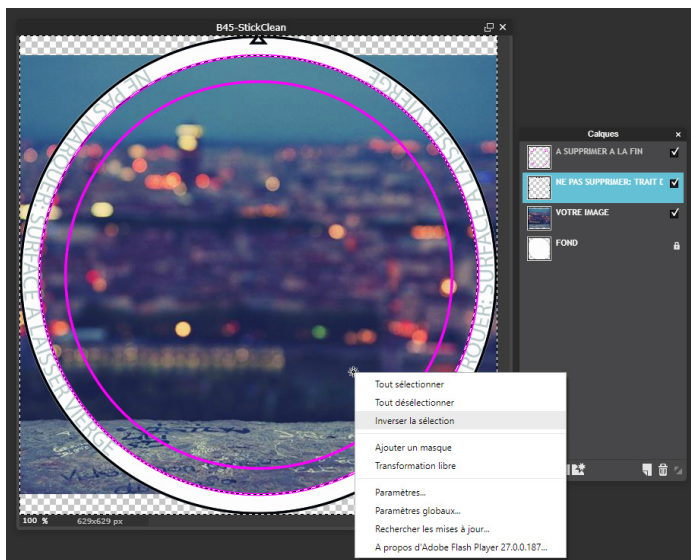 B45-StickClean
NE PAS MARQUER: SURFACE A LAISSER VIERGE
NE PAS MARQUER: SURFACE A LAISSER VIERGE
100 % 629x629 px
Calques
A SUPPRIMER A LA FIN
NE PAS SUPPRIMER: TRAIT D
VOTRE IMAGE
FOND
Tout sélectionner
Tout désélectionner
Inverser la sélection
Ajouter un masque
Transformation libre
Paramètres...
Paramètres globaux...
Rechercher les mises à jour...
A propos d'Adobe Flash Player 27.0.0.187...